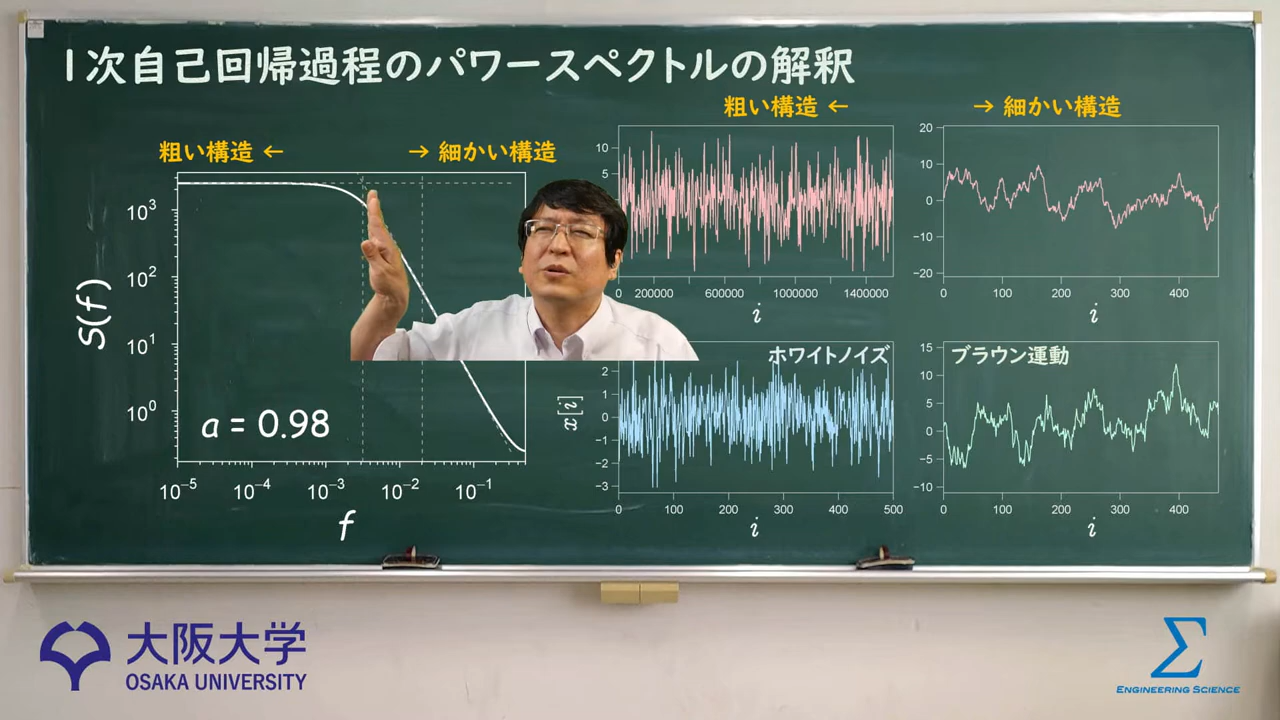 1次自己回帰過程のパワースペクトルの解釈
粗い構造 ←
→ 細かい構造
S(f)
10³
10²
10¹
10⁰
a = 0.98
10⁻⁵
10⁻⁴
10⁻³
10⁻²
10⁻¹
f
粗い構造 ←
10
5
0
200000
600000
1000000
1400000
i
→ 細かい構造
20
10
0
−10
−20
0
100
200
300
400
i
ホワイトノイズ
x[i]
2
1
0
−1
−2
−3
0
100
200
300
400
500
i
ブラウン運動
15
10
5
0
−5
−10
0
100
200
300
400
i
大阪大学
OSAKA UNIVERSITY
Σ
ENGINEERING SCIENCE